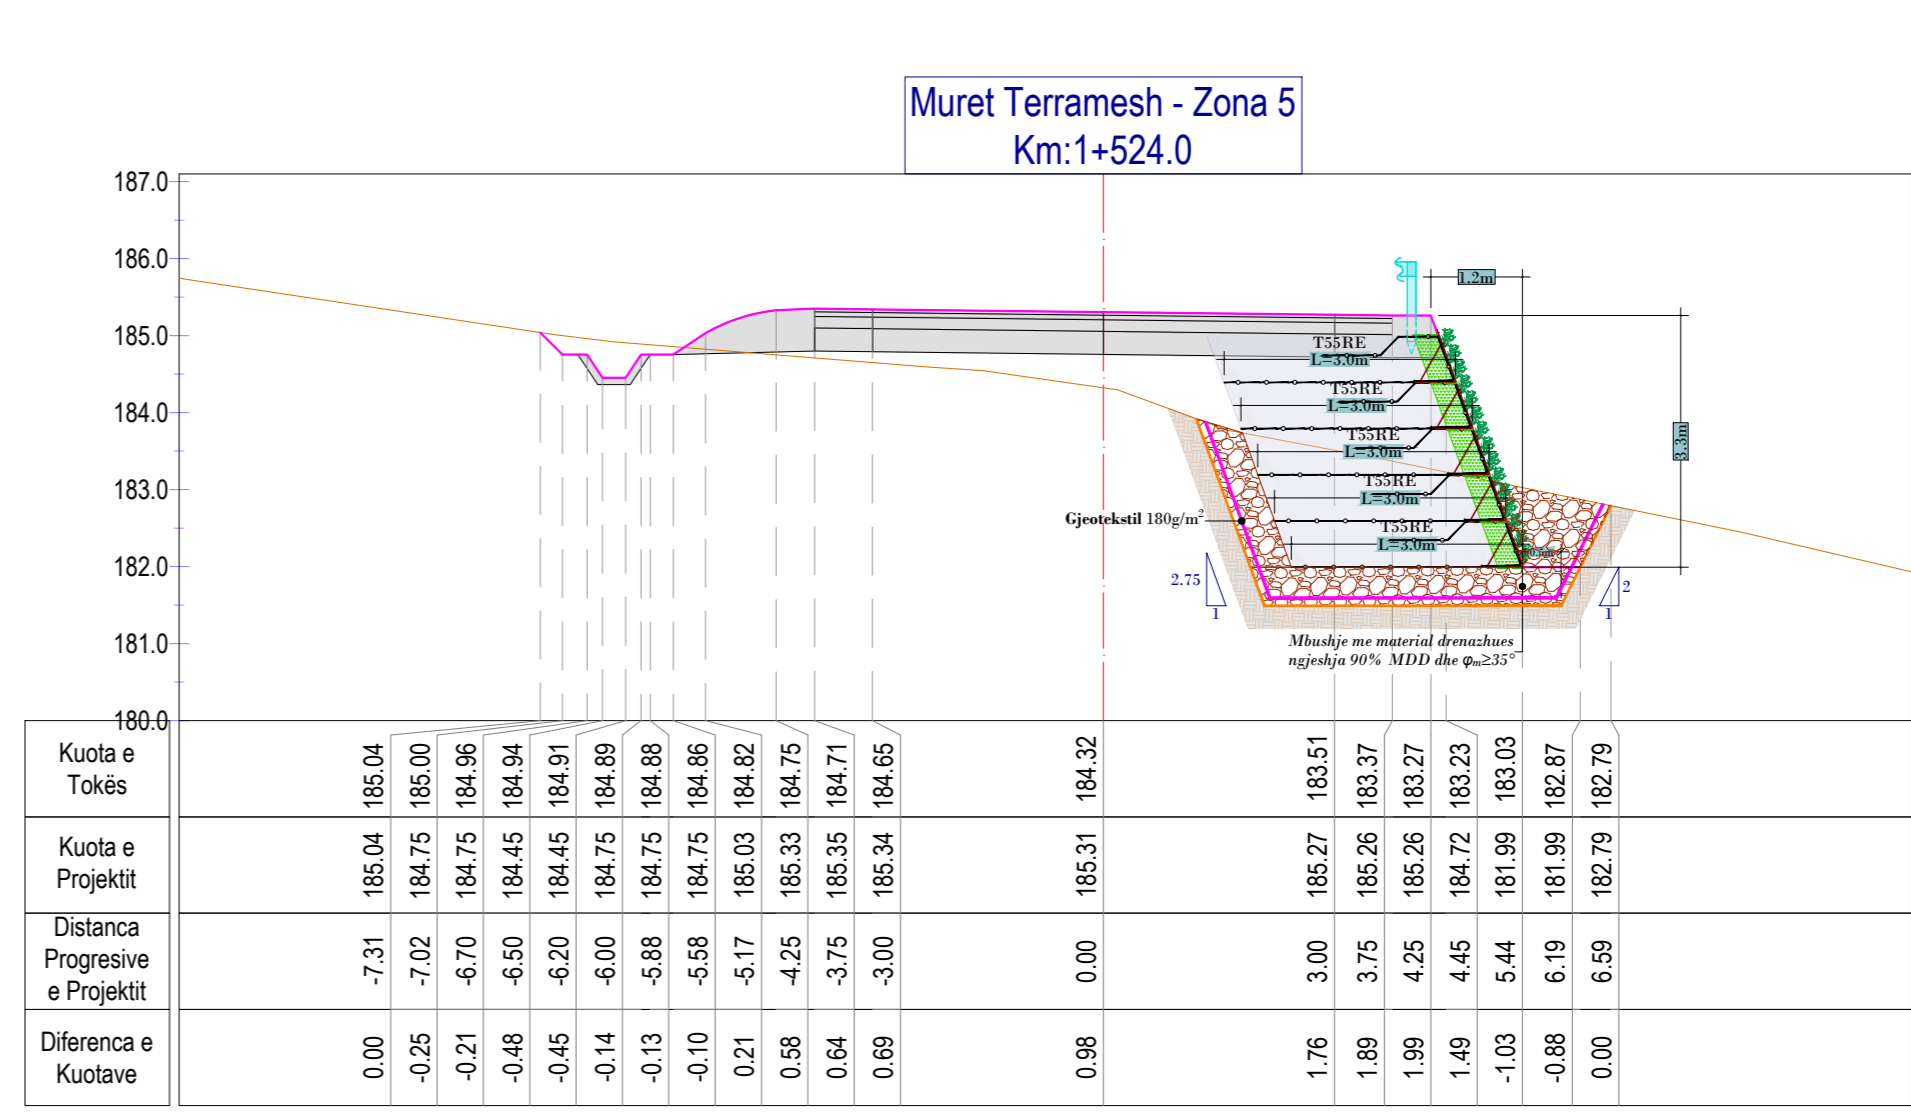 Muret Terramesh - Zona 5
Km:1+524.0
187.0
186.0
185.0
184.0
183.0
182.0
181.0
180.0
1.2m
3.3m
T55RE
L=3.0m
T55RE
L=3.0m
T55RE
L=3.0m
T55RE
L=3.0m
T55RE
L=3.0m
Gjeotekstil 180g/m²
0.5m
2.75
1
2
1
Mbushje me material drenazhues
ngjeshja 90% MDD dhe φm≥35°
Kuota e
Tokës
185.04 185.00 184.96 184.94 184.91 184.89 184.88 184.86 184.82 184.75 184.71 184.65 184.32 183.51 183.37 183.27 183.23 183.03 182.87 182.79
Kuota e
Projektit
185.04 184.75 184.75 184.45 184.45 184.75 184.75 184.75 185.03 185.33 185.35 185.34 185.31 185.27 185.26 185.26 184.72 181.99 181.99 182.79
Distanca
Progresive
e Projektit
-7.31 -7.02 -6.70 -6.50 -6.20 -6.00 -5.88 -5.58 -5.17 -4.25 -3.75 -3.00 0.00 3.00 3.75 4.25 4.45 5.44 6.19 6.59
Diferenca e
Kuotave
0.00 -0.25 -0.21 -0.48 -0.45 -0.14 -0.13 -0.10 0.21 0.58 0.64 0.69 0.98 1.76 1.89 1.99 1.49 -1.03 -0.88 0.00